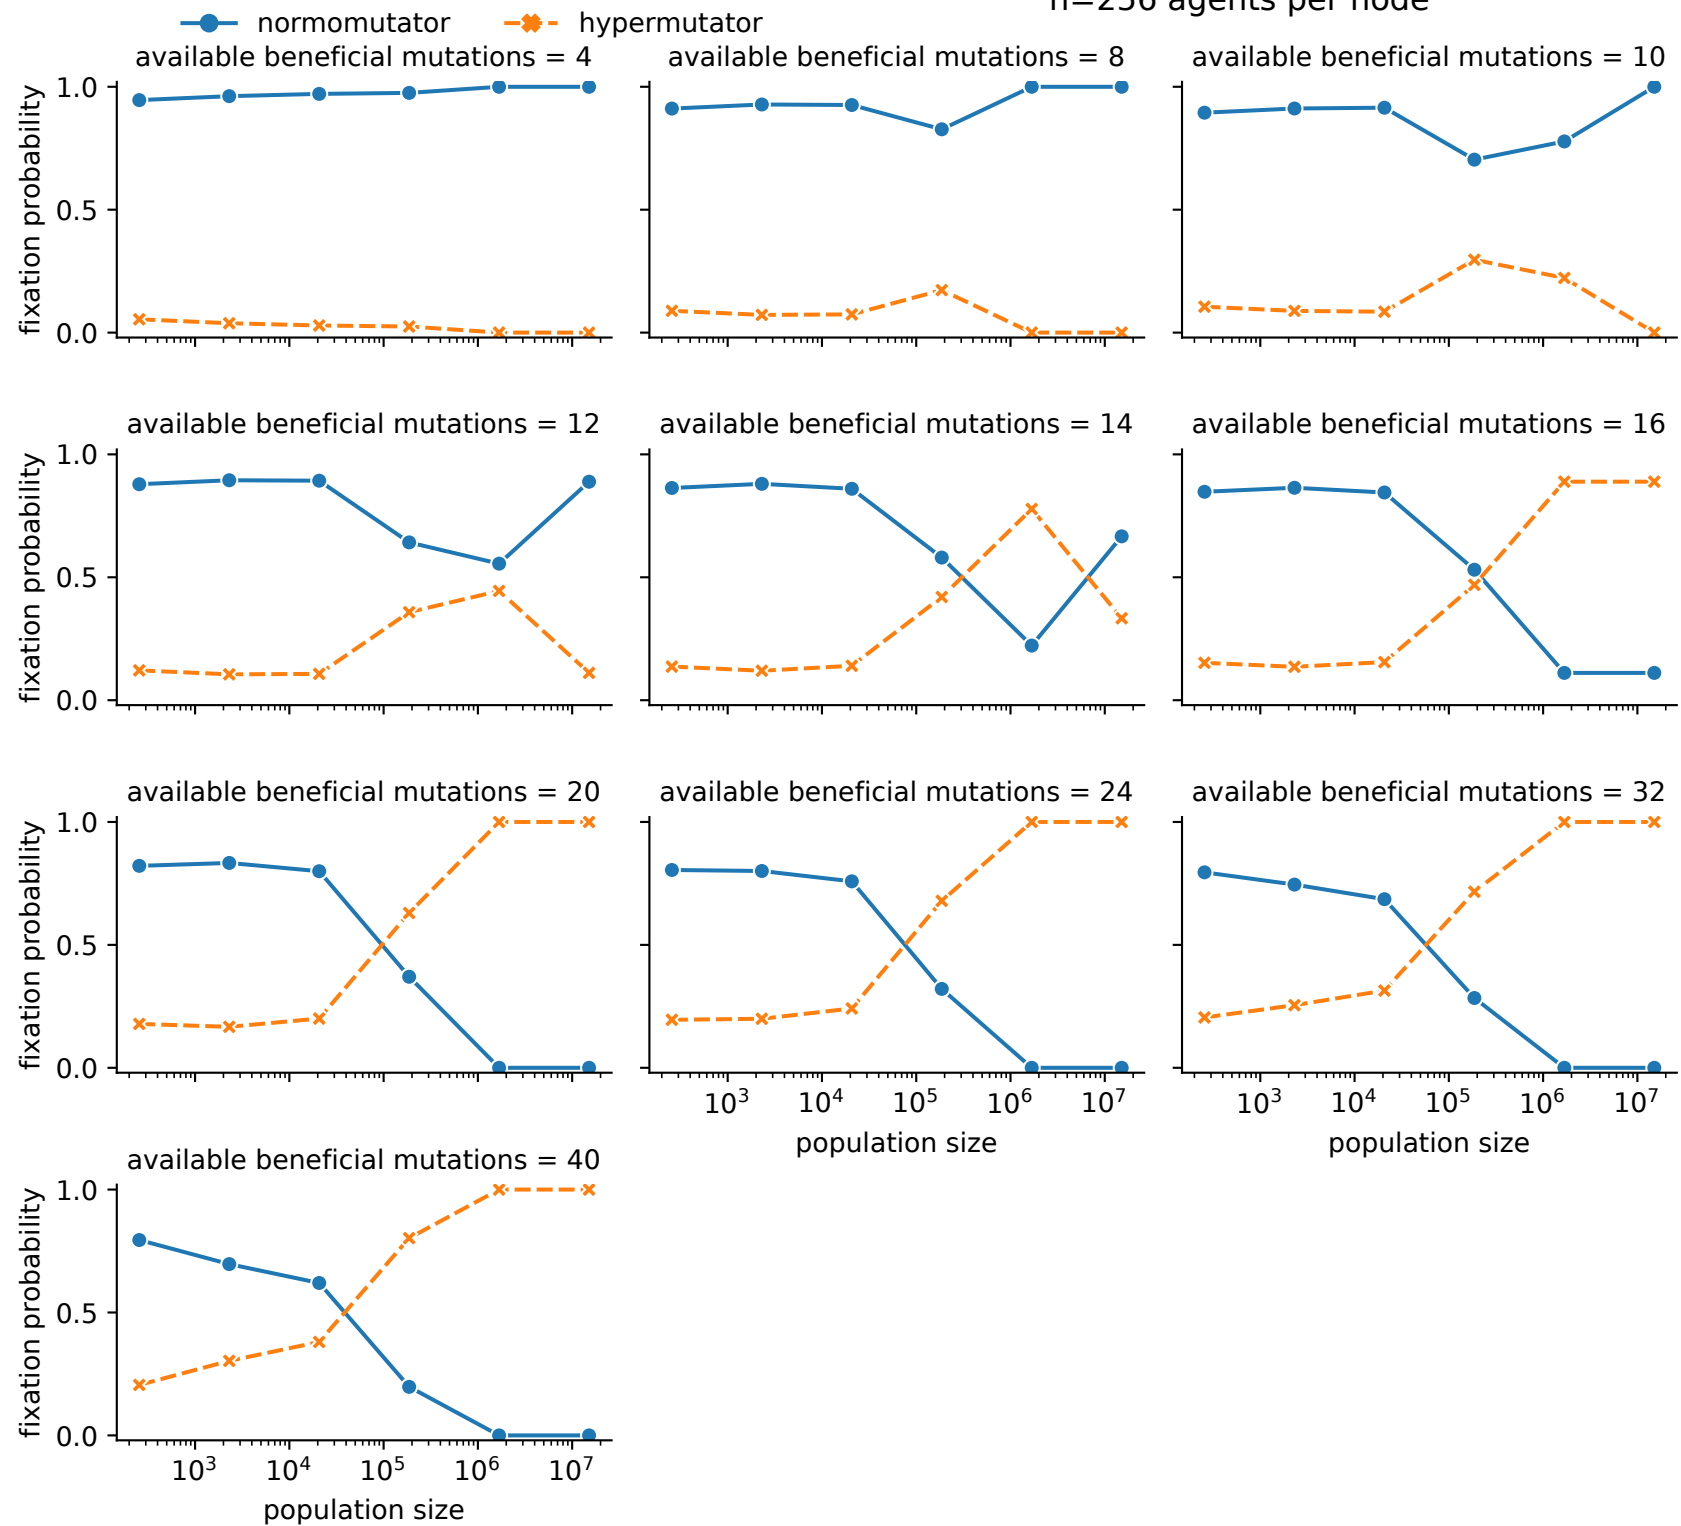 n=256 agents per node
normomutator hypermutator
available beneficial mutations = 4 available beneficial mutations = 8 available beneficial mutations = 10
1.0
0.5
0.0
fixation probability
available beneficial mutations = 12 available beneficial mutations = 14 available beneficial mutations = 16
1.0
0.5
0.0
fixation probability
available beneficial mutations = 20 available beneficial mutations = 24 available beneficial mutations = 32
1.0
0.5
0.0
fixation probability
10³ 10⁴ 10⁵ 10⁶ 10⁷ 10³ 10⁴ 10⁵ 10⁶ 10⁷
population size population size
available beneficial mutations = 40
1.0
0.5
0.0
fixation probability
10³ 10⁴ 10⁵ 10⁶ 10⁷
population size